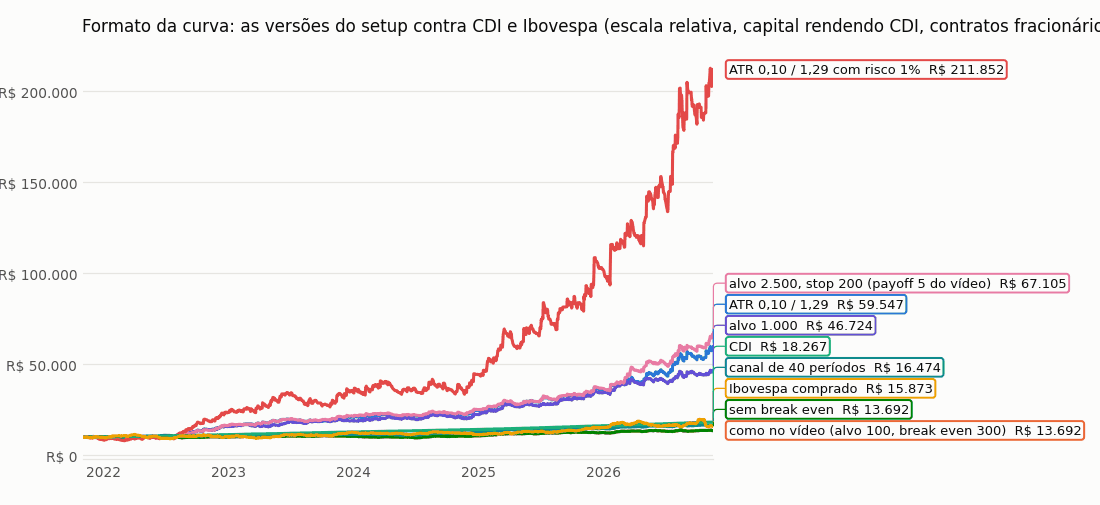 Formato da curva: as versões do setup contra CDI e Ibovespa (escala relativa, capital rendendo CDI, contratos fracionário
R$ 200.000
R$ 150.000
R$ 100.000
R$ 50.000
R$ 0
2022
2023
2024
2025
2026
ATR 0,10 / 1,29 com risco 1% R$ 211.852
alvo 2.500, stop 200 (payoff 5 do vídeo) R$ 67.105
ATR 0,10 / 1,29 R$ 59.547
alvo 1.000 R$ 46.724
CDI R$ 18.267
canal de 40 períodos R$ 16.474
Ibovespa comprado R$ 15.873
sem break even R$ 13.692
como no vídeo (alvo 100, break even 300) R$ 13.692